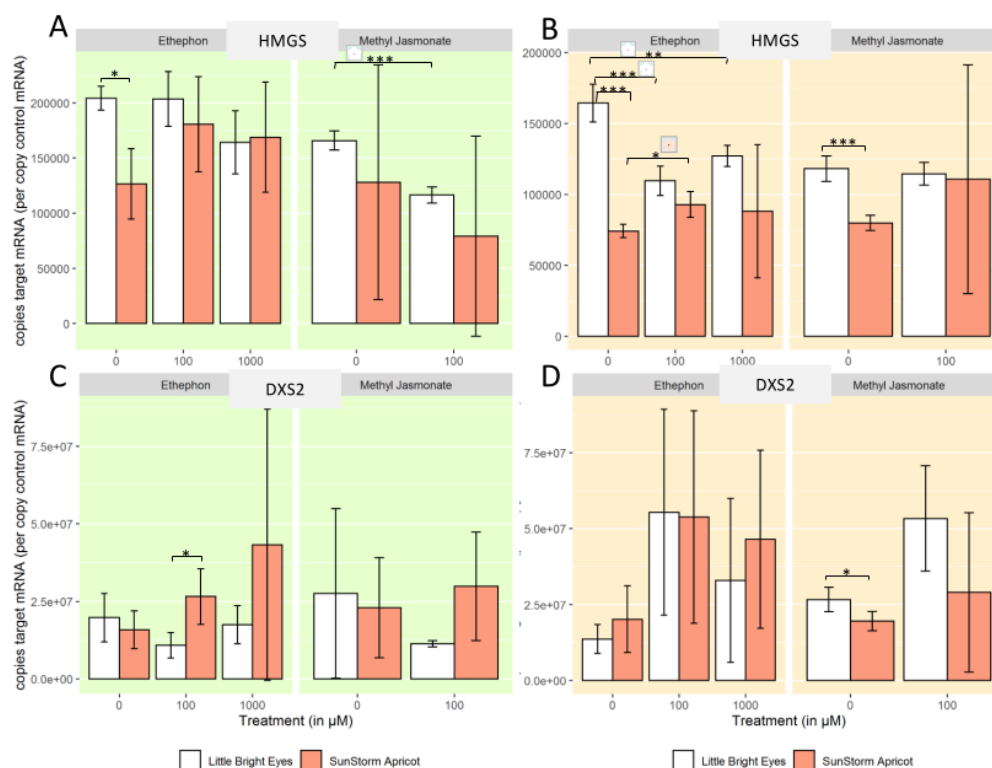 A
Ethephon
HMGS
Methyl Jasmonate
copies target mRNA (per copy control mRNA)
200000
150000
100000
50000
0
*
***
0
100
1000
0
100
B
Ethephon
HMGS
Methyl Jasmonate
200000
150000
100000
50000
0
**
***
***
*
***
0
100
1000
0
100
C
Ethephon
DXS2
Methyl Jasmonate
copies target mRNA (per copy control mRNA)
7.5e+07
5.0e+07
2.5e+07
0.0e+00
*
0
100
1000
0
100
Treatment (in µM)
Little Bright Eyes
SunStorm Apricot
D
Ethephon
DXS2
Methyl Jasmonate
7.5e+07
5.0e+07
2.5e+07
0.0e+00
*
0
100
1000
0
100
Treatment (in µM)
Little Bright Eyes
SunStorm Apricot